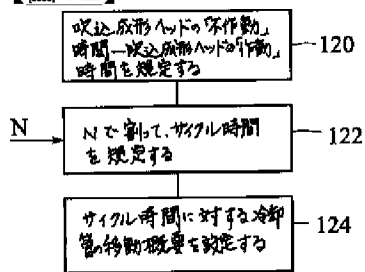 吹込成形ヘッドの「不作動」
時間一吹込成形ヘッドの「作動」
時間を規定する
120
N
Nで割って、サイクル時間
を規定する
122
サイクル時間に対する冷却
管の移動概要を設定する
124